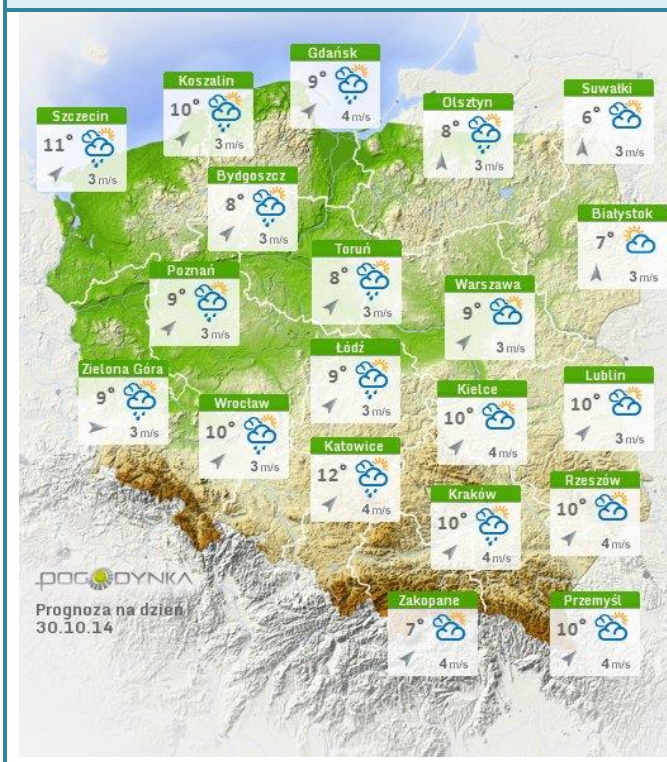 Gdańsk
9°
4 m/s
Koszalin
10°
3 m/s
Suwałki
6°
3 m/s
Olsztyn
8°
3 m/s
Szczecin
11°
3 m/s
Bydgoszcz
8°
3 m/s
Białystok
7°
3 m/s
Toruń
8°
3 m/s
Poznań
9°
3 m/s
Warszawa
9°
3 m/s
Łódź
9°
3 m/s
Zielona Góra
9°
3 m/s
Lublin
10°
3 m/s
Kielce
10°
4 m/s
Wrocław
10°
3 m/s
Katowice
12°
4 m/s
Rzeszów
10°
4 m/s
Kraków
10°
4 m/s
POGODYNKA
Prognoza na dzień
30.10.14
Zakopane
7°
4 m/s
Przemyśl
10°
4 m/s